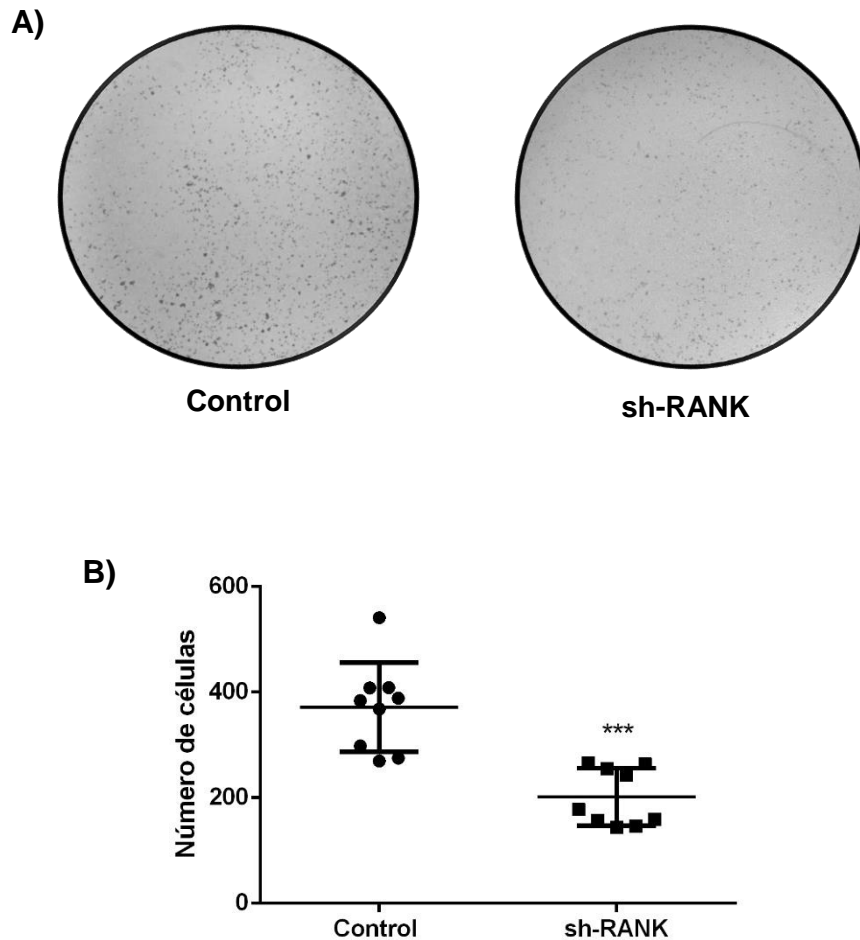 A)
Control
sh-RANK
B)
Número de células
600
400
200
0
***
Control
sh-RANK